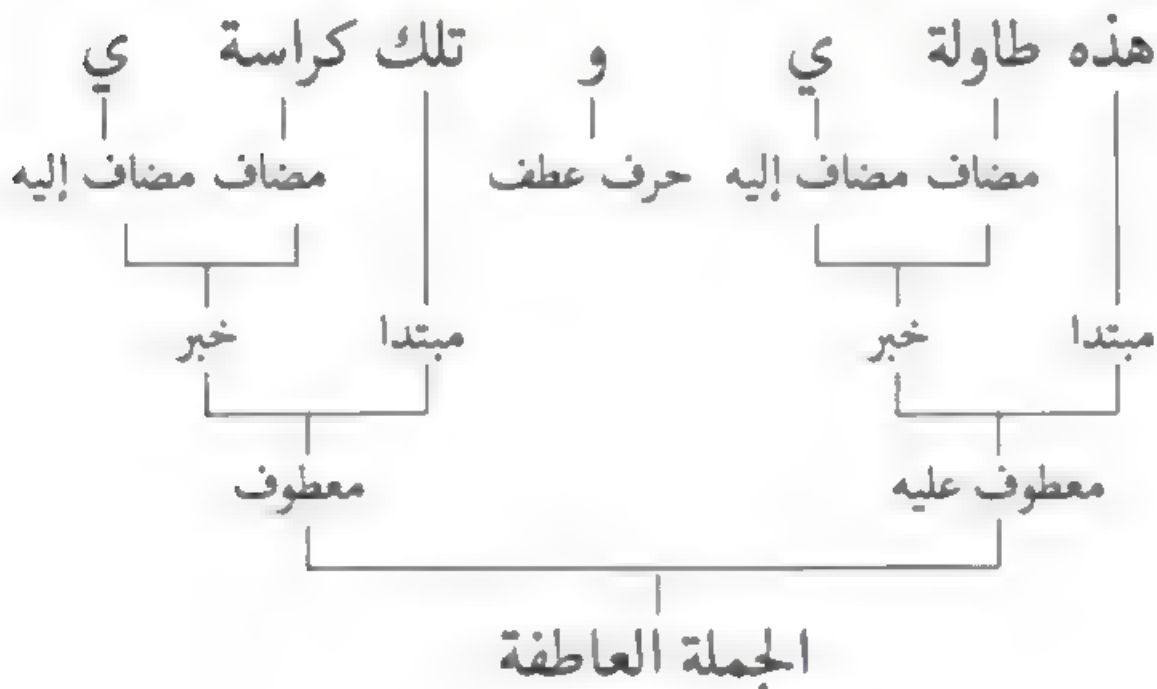 هذه طاولة ي و تلك كراسة ي
مضاف مضاف إليه حرف عطف مضاف مضاف إليه
مبتدا خبر مبتدا خبر
معطوف عليه معطوف
الجملة العاطفة